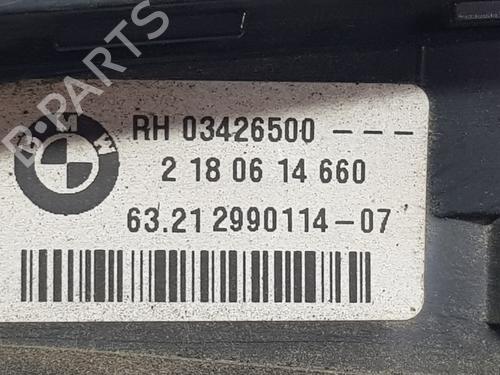 B-PARTS
BMW
RH 03426500 ---
2 18 06 14 660
63.21 2990114-07